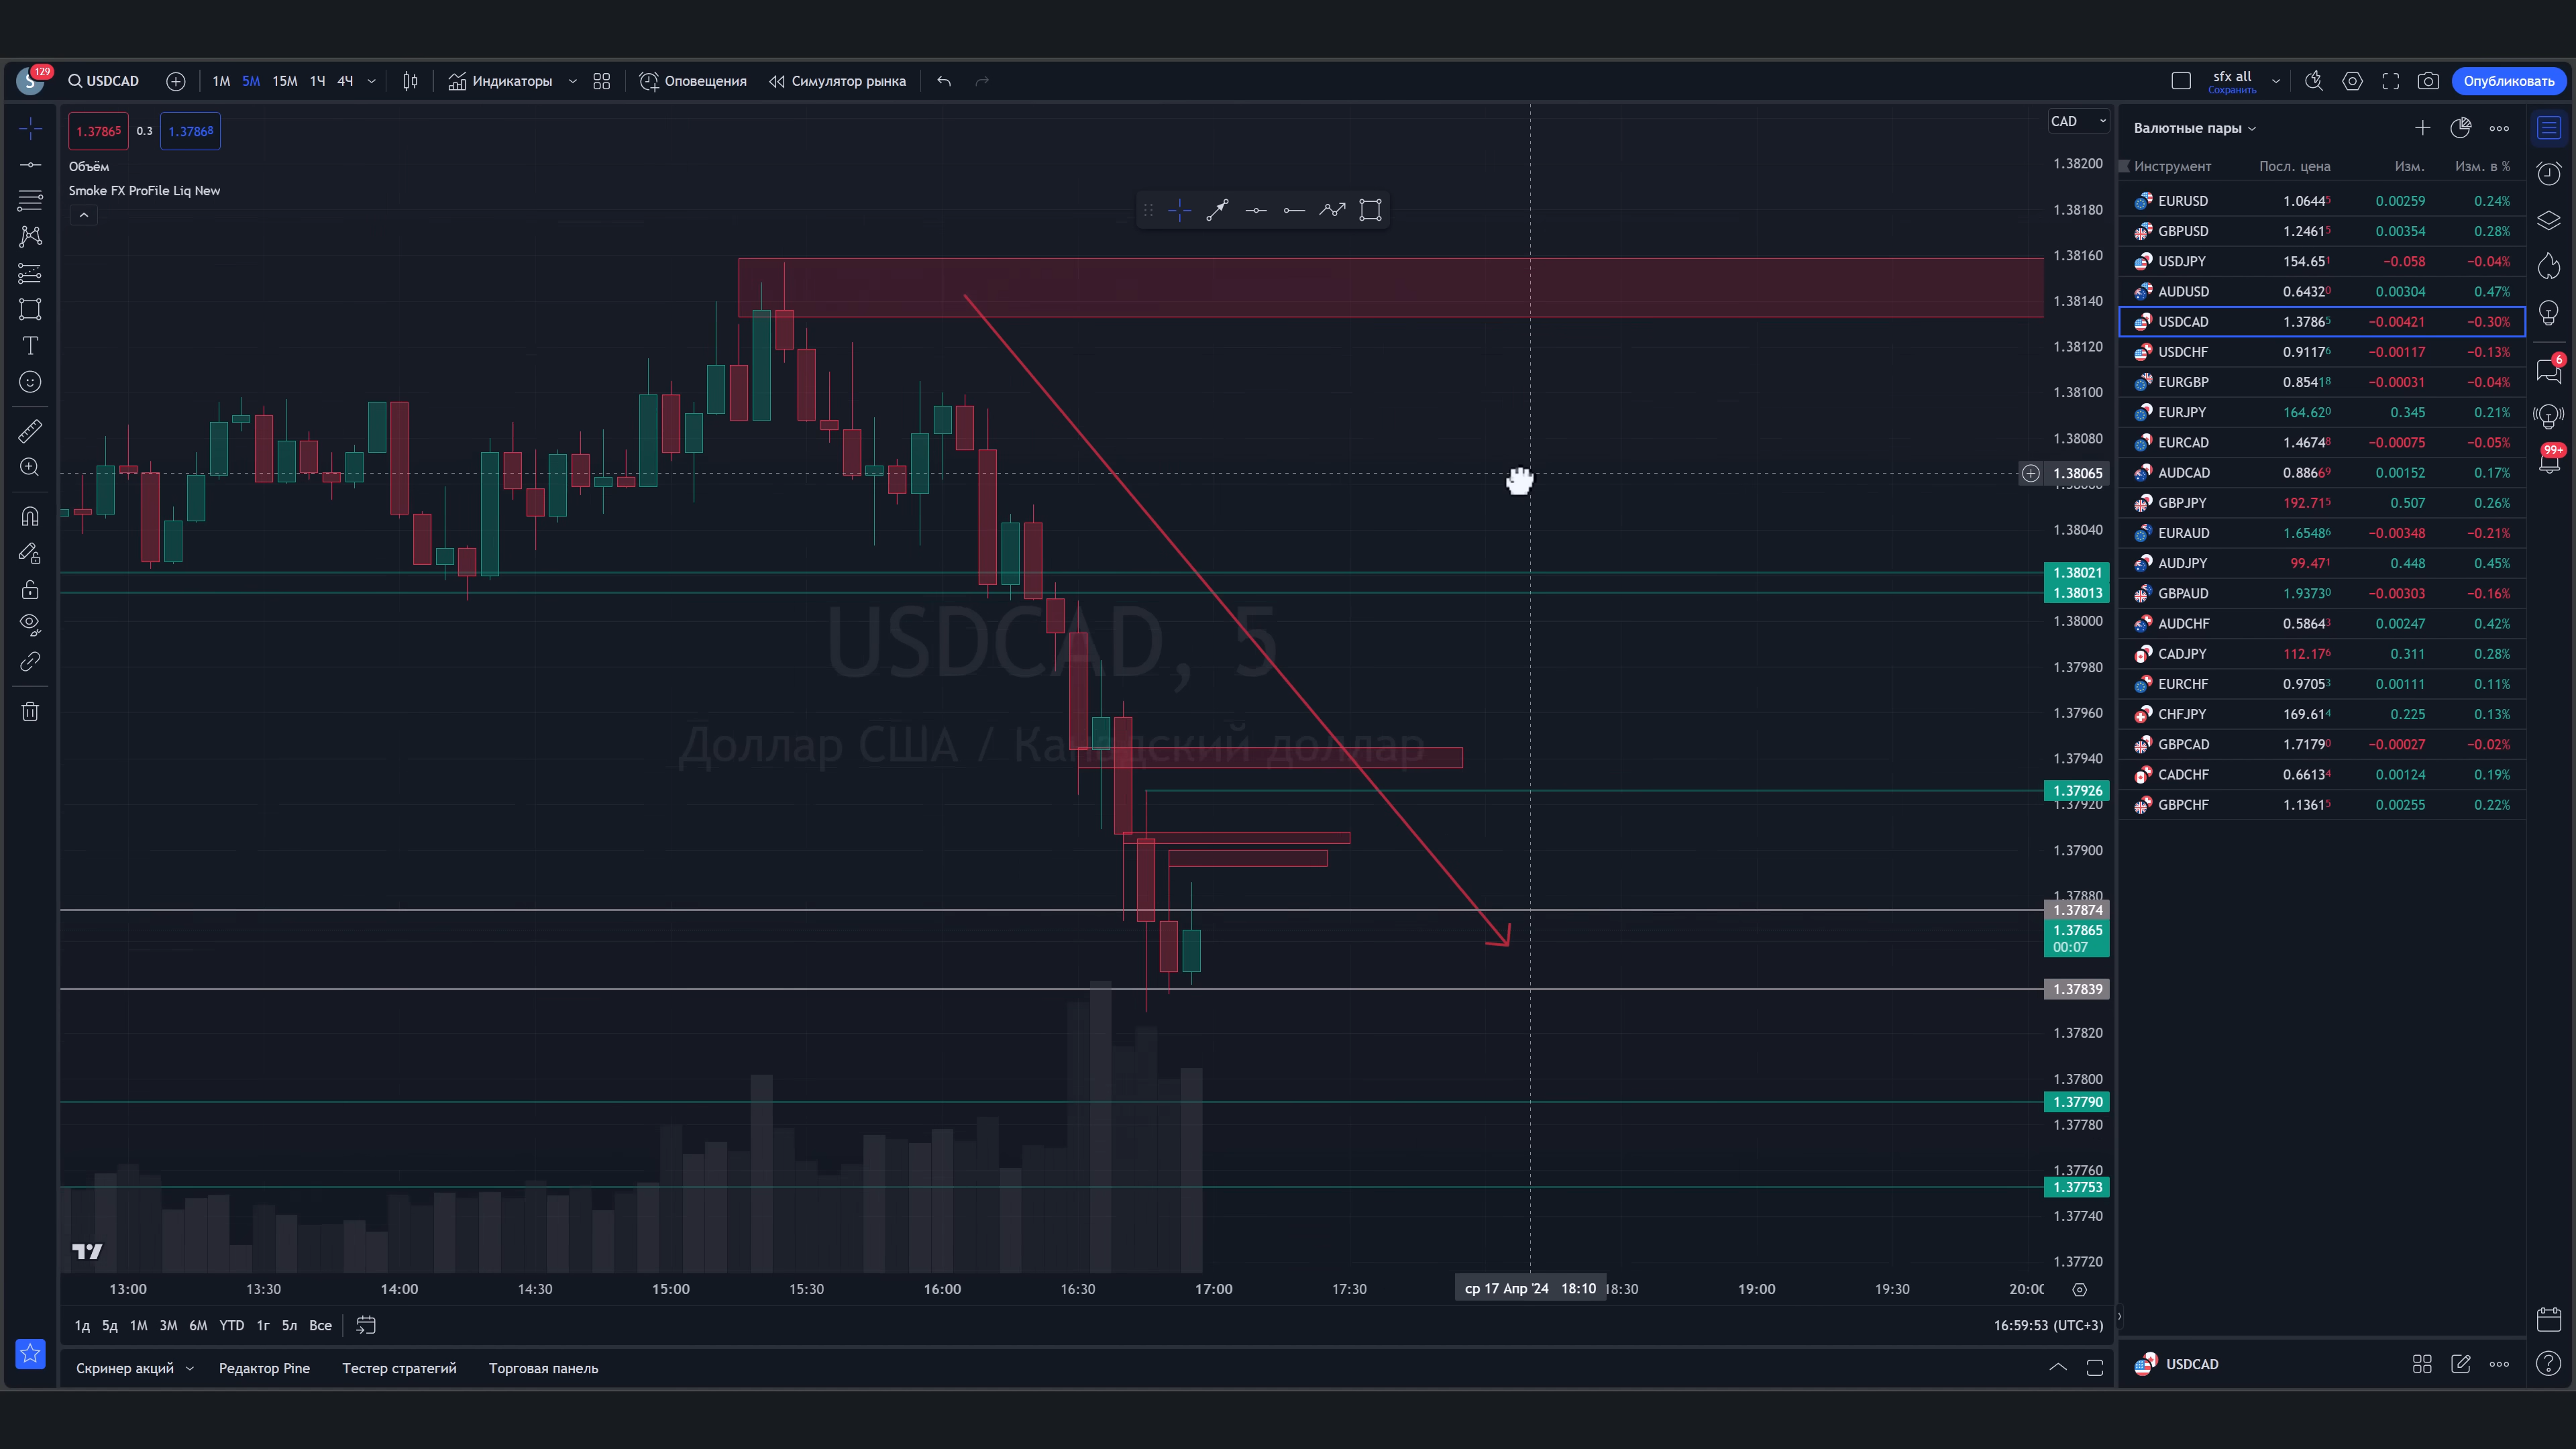 S 129 USDCAD 1М 5М 15М 1Ч 4Ч Индикаторы Оповещения Симулятор рынка sfx all Опубликовать
Сохранить
1.37865 0.3 1.37868
Объём
Smoke FX ProFile Liq New
USDCAD, 5
Доллар США / Канадский доллар
CAD
1.38200
1.38180
1.38160
1.38140
1.38120
1.38100
1.38080
1.38065
1.38040
1.38021
1.38013
1.38000
1.37980
1.37960
1.37940
1.37926
1.37920
1.37900
1.37880
1.37874
1.37865
00:07
1.37839
1.37820
1.37800
1.37790
1.37780
1.37760
1.37753
1.37740
1.37720
13:00 13:30 14:00 14:30 15:00 15:30 16:00 16:30 17:00 17:30 ср 17 Апр '24 18:10 18:30 19:00 19:30 20:00
1д 5д 1М 3М 6М YTD 1г 5л Все 16:59:53 (UTC+3)
Скринер акций Редактор Pine Тестер стратегий Торговая панель
Валютные пары
Инструмент Посл. цена Изм. Изм. в %
EURUSD 1.06445 0.00259 0.24%
GBPUSD 1.24615 0.00354 0.28%
USDJPY 154.651 −0.058 −0.04%
AUDUSD 0.64320 0.00304 0.47%
USDCAD 1.37865 −0.00421 −0.30%
USDCHF 0.91176 −0.00117 −0.13%
EURGBP 0.85418 −0.00031 −0.04%
EURJPY 164.620 0.345 0.21%
EURCAD 1.46748 −0.00075 −0.05%
AUDCAD 0.88669 0.00152 0.17%
GBPJPY 192.715 0.507 0.26%
EURAUD 1.65486 −0.00348 −0.21%
AUDJPY 99.471 0.448 0.45%
GBPAUD 1.93730 −0.00303 −0.16%
AUDCHF 0.58643 0.00247 0.42%
CADJPY 112.176 0.311 0.28%
EURCHF 0.97053 0.00111 0.11%
CHFJPY 169.614 0.225 0.13%
GBPCAD 1.71790 −0.00027 −0.02%
CADCHF 0.66134 0.00124 0.19%
GBPCHF 1.13615 0.00255 0.22%
USDCAD
6
99+